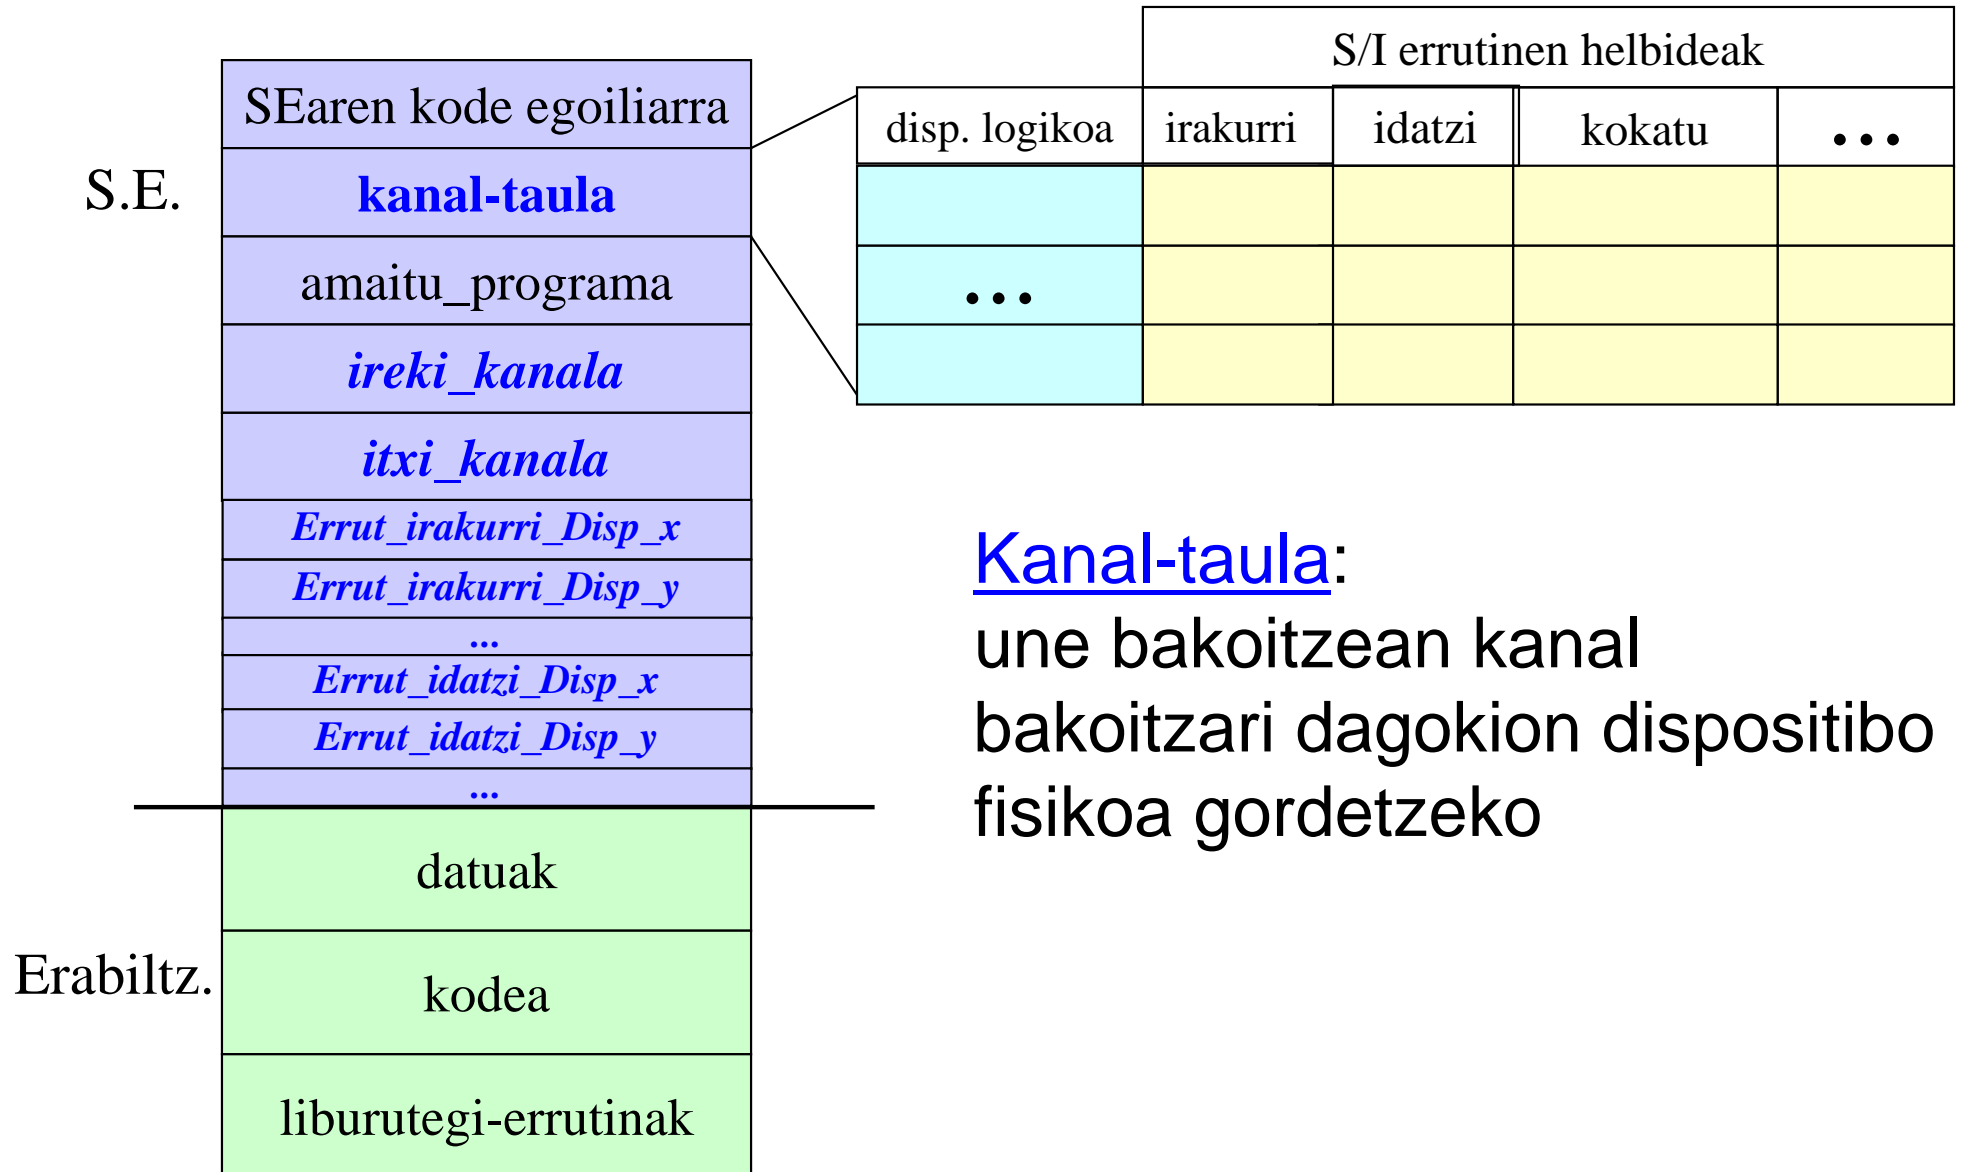 S/I errutinen helbideak
disp. logikoa irakurri idatzi kokatu ...
...
S.E.
SEaren kode egoiliarra
kanal-taula
amaitu_programa
ireki_kanala
itxi_kanala
Errut_irakurri_Disp_x
Errut_irakurri_Disp_y
...
Errut_idatzi_Disp_x
Errut_idatzi_Disp_y
...
Erabiltz.
datuak
kodea
liburutegi-errutinak
Kanal-taula:
une bakoitzean kanal
bakoitzari dagokion dispositibo
fisikoa gordetzeko